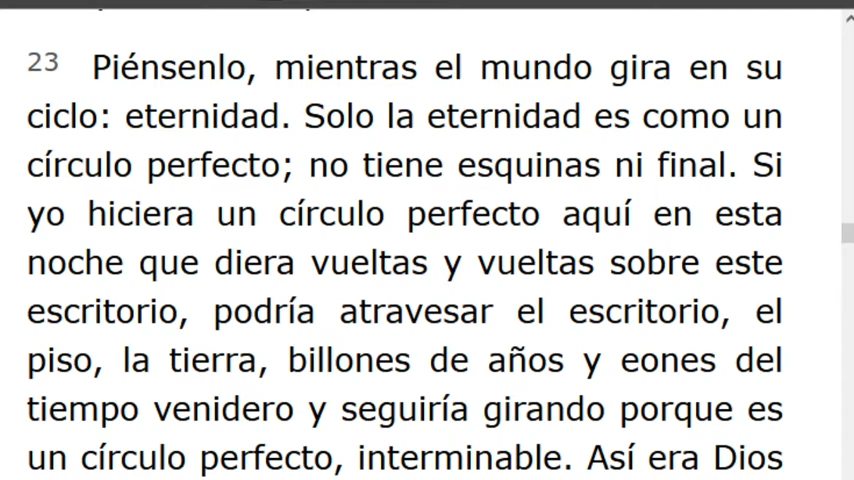 23 Piénsenlo, mientras el mundo gira en su
ciclo: eternidad. Solo la eternidad es como un
círculo perfecto; no tiene esquinas ni final. Si
yo hiciera un círculo perfecto aquí en esta
noche que diera vueltas y vueltas sobre este
escritorio, podría atravesar el escritorio, el
piso, la tierra, billones de años y eones del
tiempo venidero y seguiría girando porque es
un círculo perfecto, interminable. Así era Dios